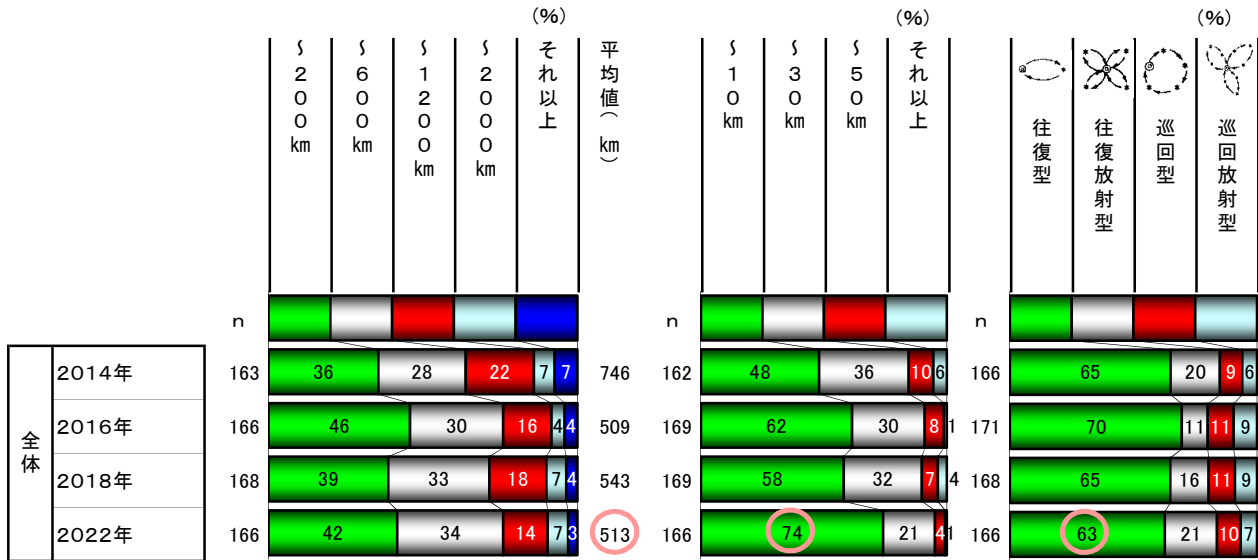 (%) (%) (%)
～200km ～600km ～1200km ～2000km それ以上 平均値(km) ～10km ～30km ～50km それ以上 往復型 往復放射型 巡回型 巡回放射型
n n n
全体
2014年 163 36 28 22 7 7 746 162 48 36 10 6 166 65 20 9 6
2016年 166 46 30 16 4 4 509 169 62 30 8 1 171 70 11 11 9
2018年 168 39 33 18 7 4 543 169 58 32 7 4 168 65 16 11 9
2022年 166 42 34 14 7 3 513 166 74 21 4 1 166 63 21 10 7